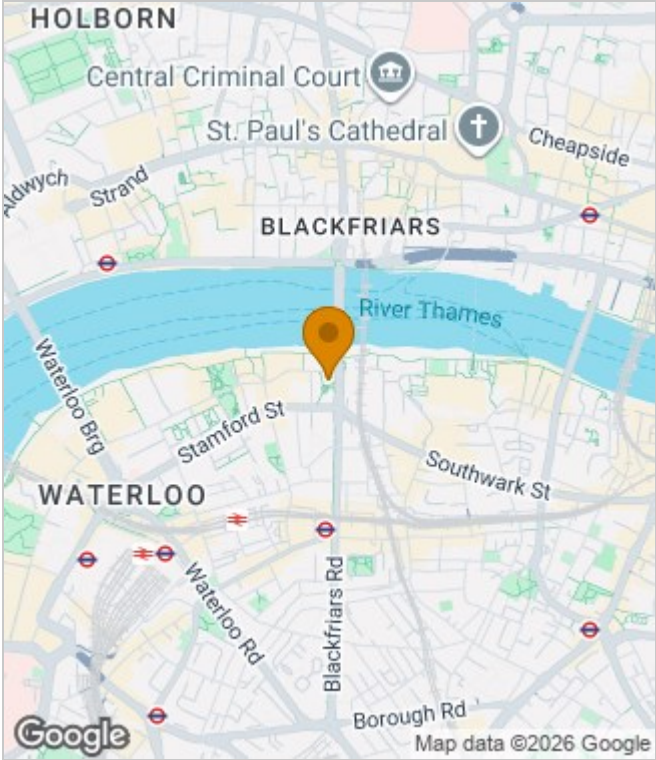 HOLBORN
Central Criminal Court
St. Paul's Cathedral
Cheapside
Aldwych
Strand
BLACKFRIARS
River Thames
Waterloo Brg
Stamford St
Southwark St
WATERLOO
Waterloo Rd
Blackfriars Rd
Borough Rd
Google
Map data ©2026 Google